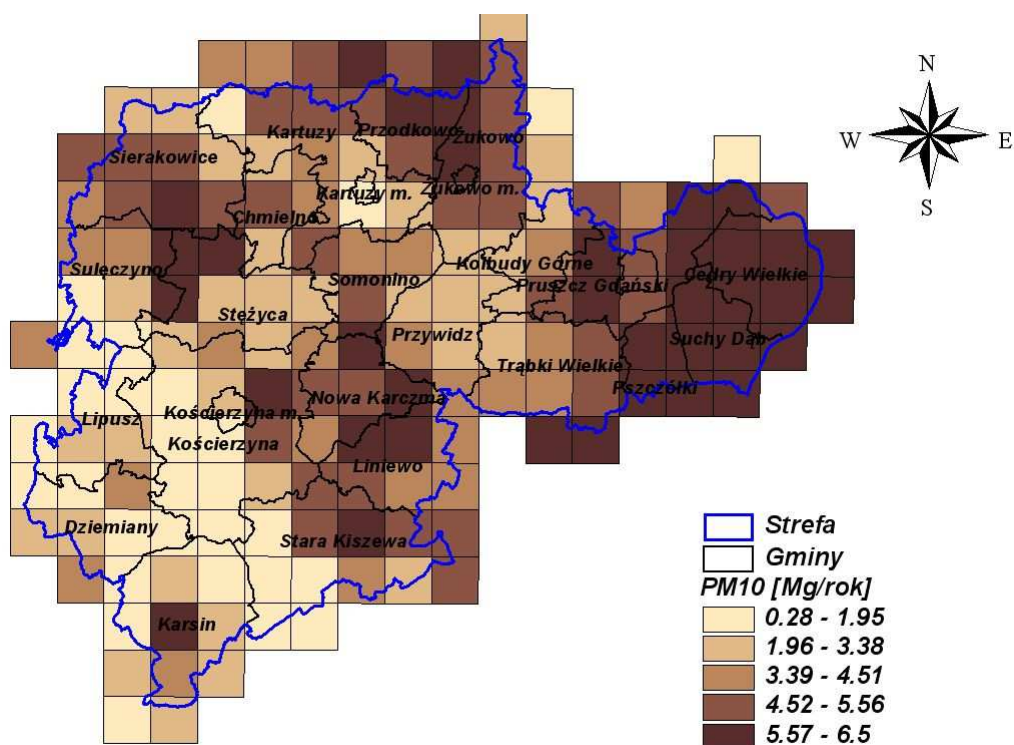 N
W
E
S
Kartuzy
Przodkowo
Żukowo
Sierakowice
Kartuzy m.
Żukowo m.
Chmielno
Sulęczyno
Somonino
Kolbudy Górne
Pruszcz Gdański
Cedry Wielkie
Stężyca
Przywidz
Trąbki Wielkie
Suchy Dąb
Pszczółki
Nowa Karczma
Lipusz
Kościerzyna m.
Kościerzyna
Liniewo
Dziemiany
Stara Kiszewa
Karsin
Strefa
Gminy
PM10 [Mg/rok]
0.28 - 1.95
1.96 - 3.38
3.39 - 4.51
4.52 - 5.56
5.57 - 6.5